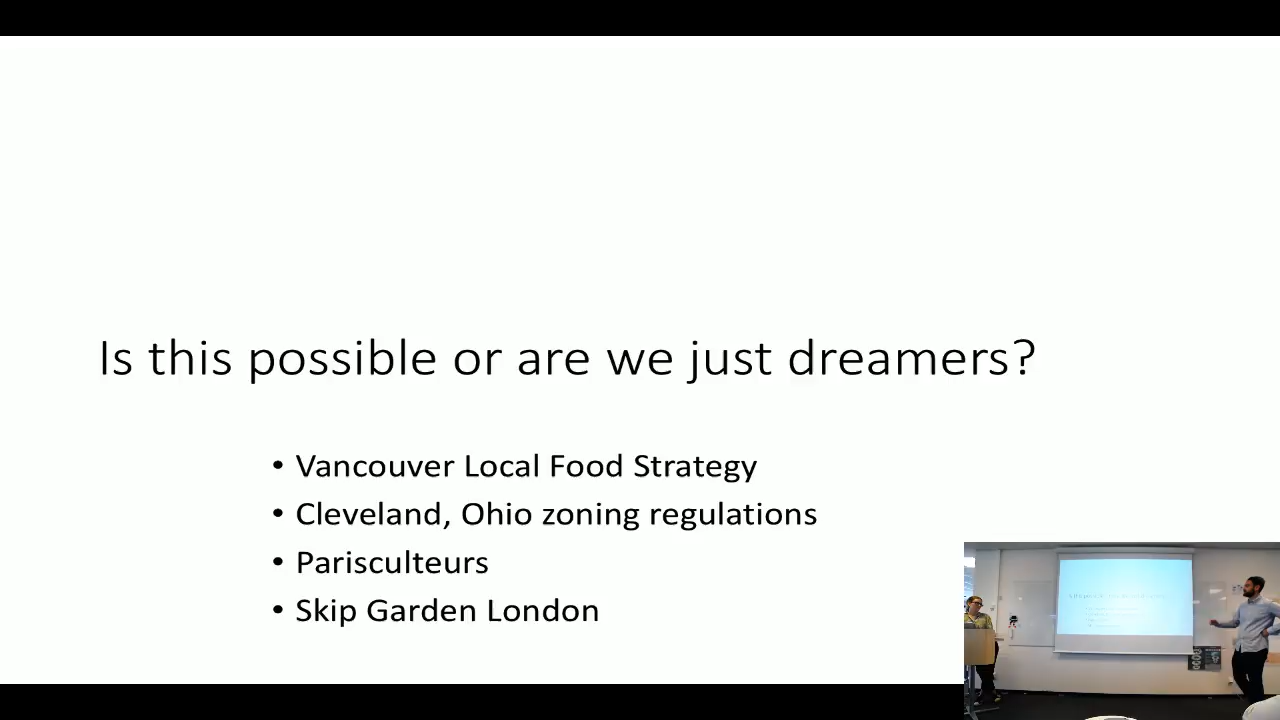 Is this possible or are we just dreamers?
• Vancouver Local Food Strategy
• Cleveland, Ohio zoning regulations
• Parisculteurs
• Skip Garden London